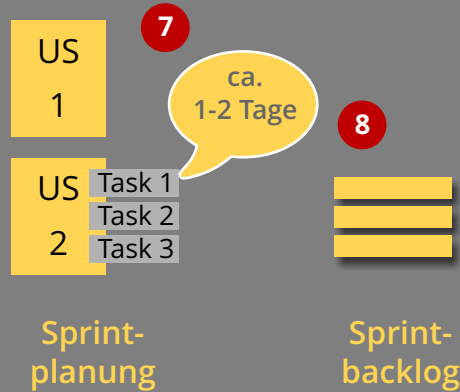 7
US
1
ca.
1-2 Tage
8
US
2
Task 1
Task 2
Task 3
Sprint-
planung
Sprint-
backlog